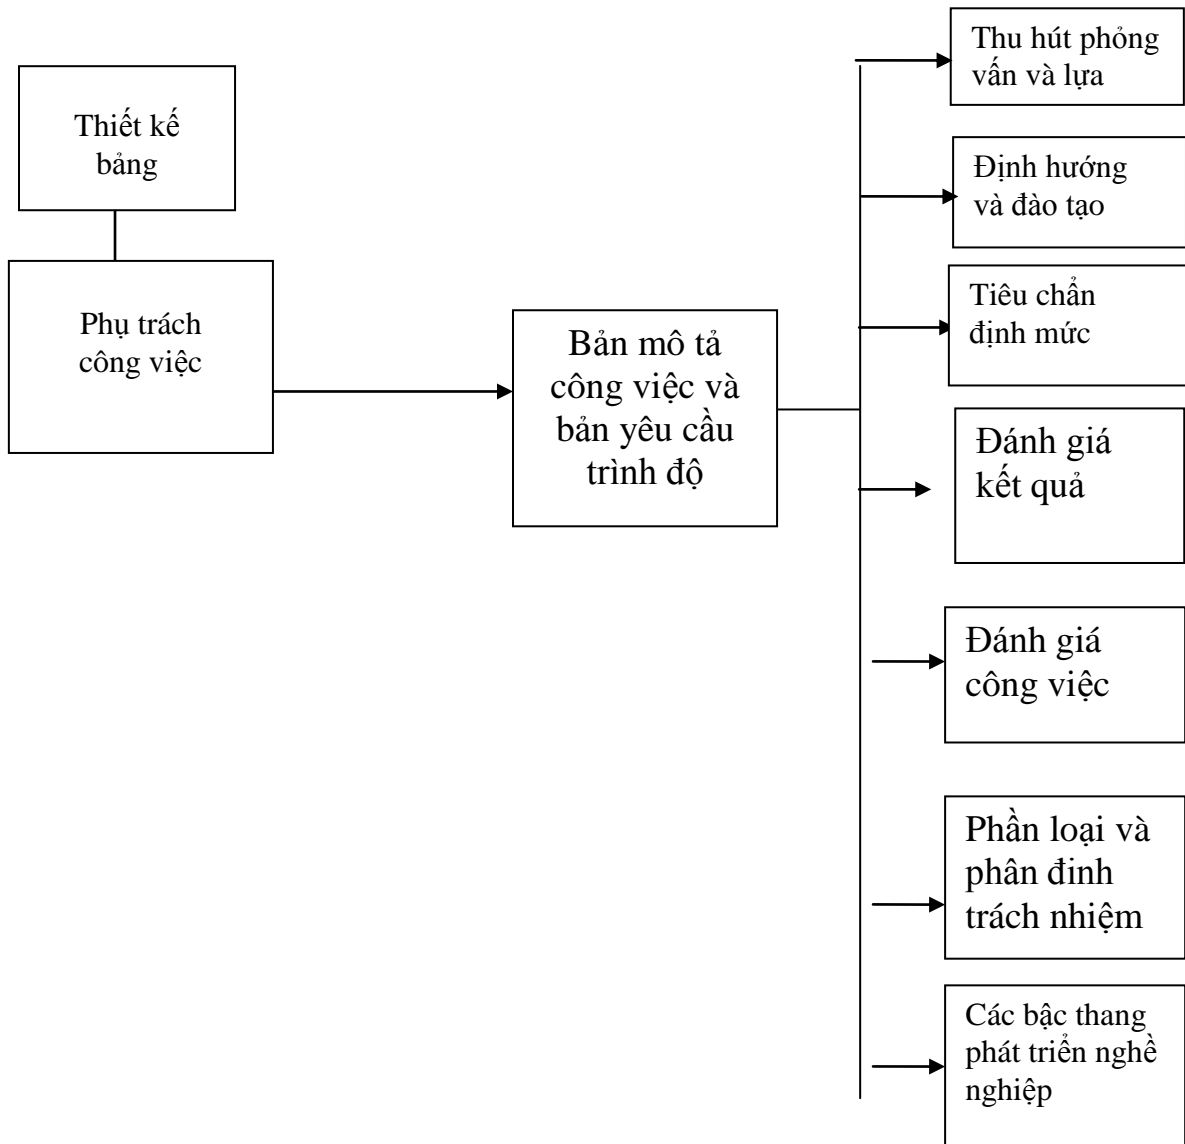 Thiết kế
bảng
Phụ trách
công việc
Bản mô tả
công việc và
bản yêu cầu
trình độ
Thu hút phỏng
vấn và lựa
Định hướng
và đào tạo
Tiêu chẩn
định mức
Đánh giá
kết quả
Đánh giá
công việc
Phần loại và
phân đinh
trách nhiệm
Các bậc thang
phát triển nghề
nghiệp